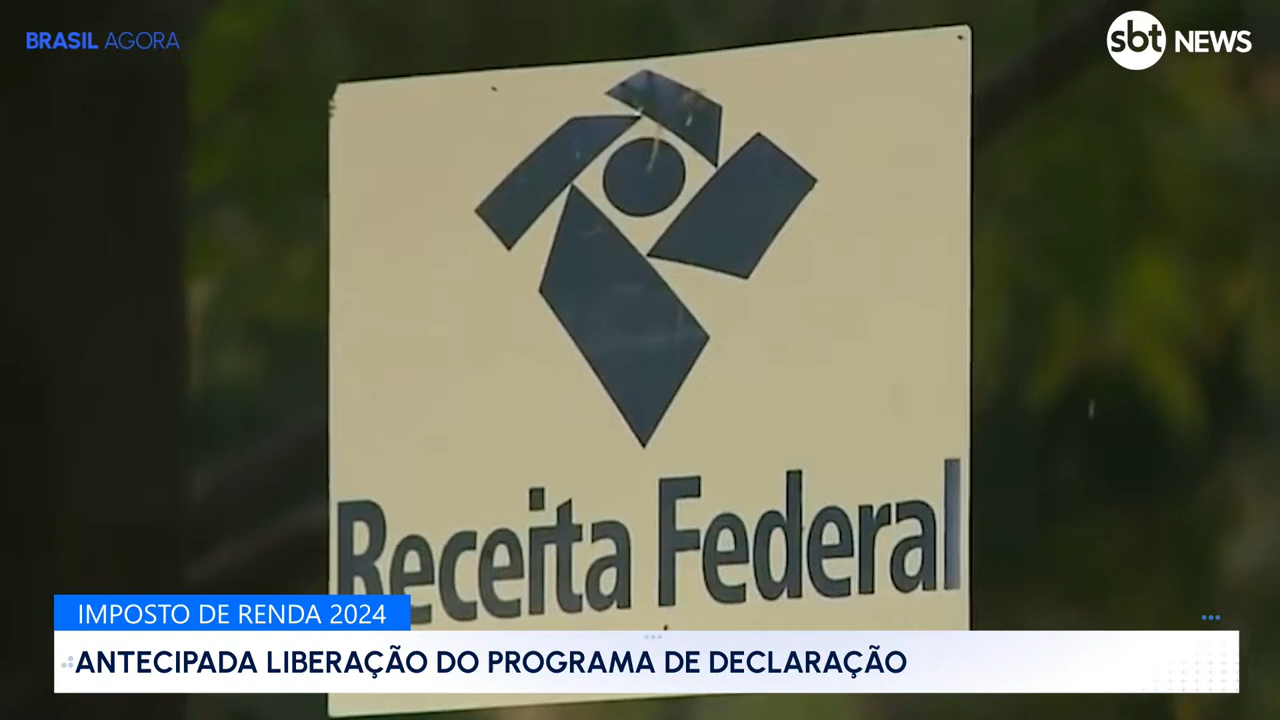 BRASIL AGORA
sbt NEWS
Receita Federal
IMPOSTO DE RENDA 2024
ANTECIPADA LIBERAÇÃO DO PROGRAMA DE DECLARAÇÃO